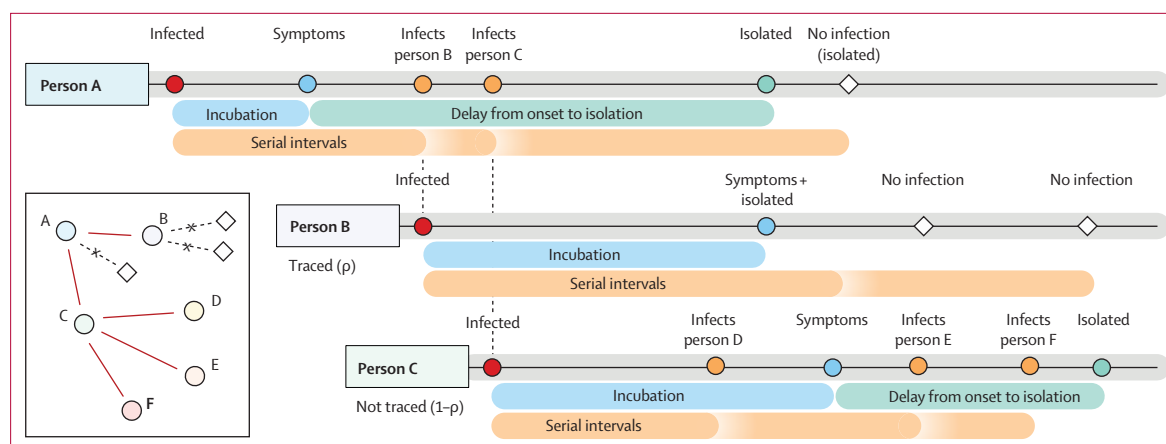 Infected
Symptoms
Infects
person B
Infects
person C
Isolated
No infection
(isolated)
Person A
Incubation
Delay from onset to isolation
Serial intervals
A
B
C
D
E
F
Infected
Symptoms+
isolated
No infection
No infection
Person B
Traced (ρ)
Incubation
Serial intervals
Infected
Infects
person D
Symptoms
Infects
person E
Infects
person F
Isolated
Person C
Not traced (1–ρ)
Incubation
Delay from onset to isolation
Serial intervals